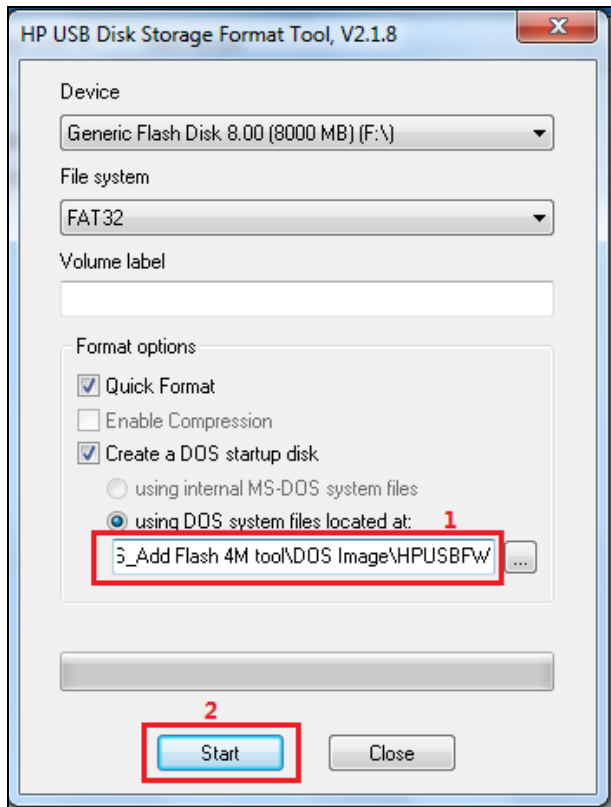 HP USB Disk Storage Format Tool, V2.1.8
Device
Generic Flash Disk 8.00 (8000 MB) (F:\)
File system
FAT32
Volume label
Format options
Quick Format
Enable Compression
Create a DOS startup disk
using internal MS-DOS system files
using DOS system files located at: 1
S_Add Flash 4M tool\DOS Image\HPUSBFW ...
2
Start Close